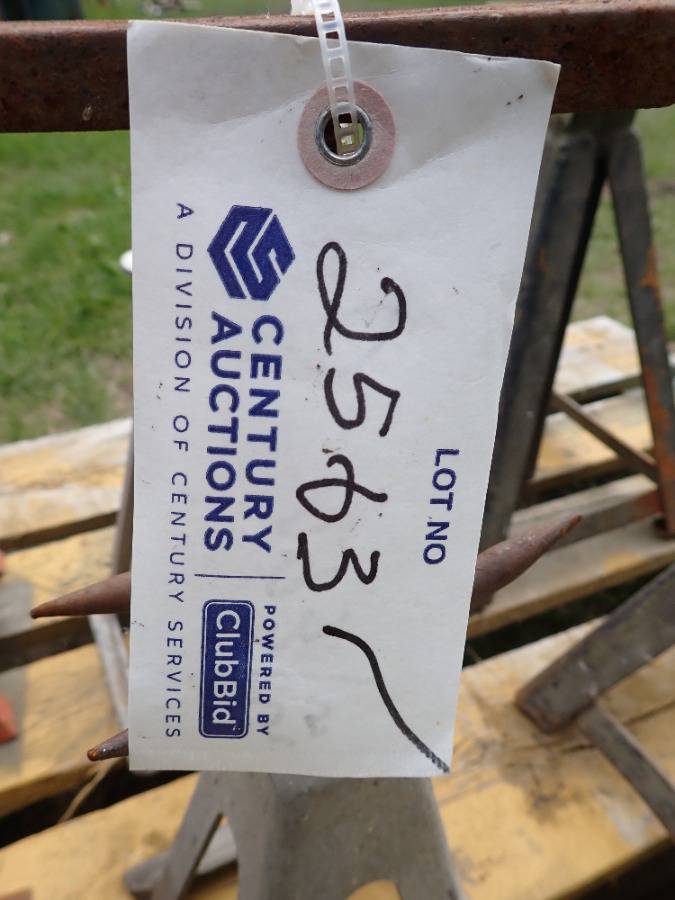 LOT NO
2563
CENTURY
AUCTIONS
A DIVISION OF CENTURY SERVICES
POWERED BY
ClubBid